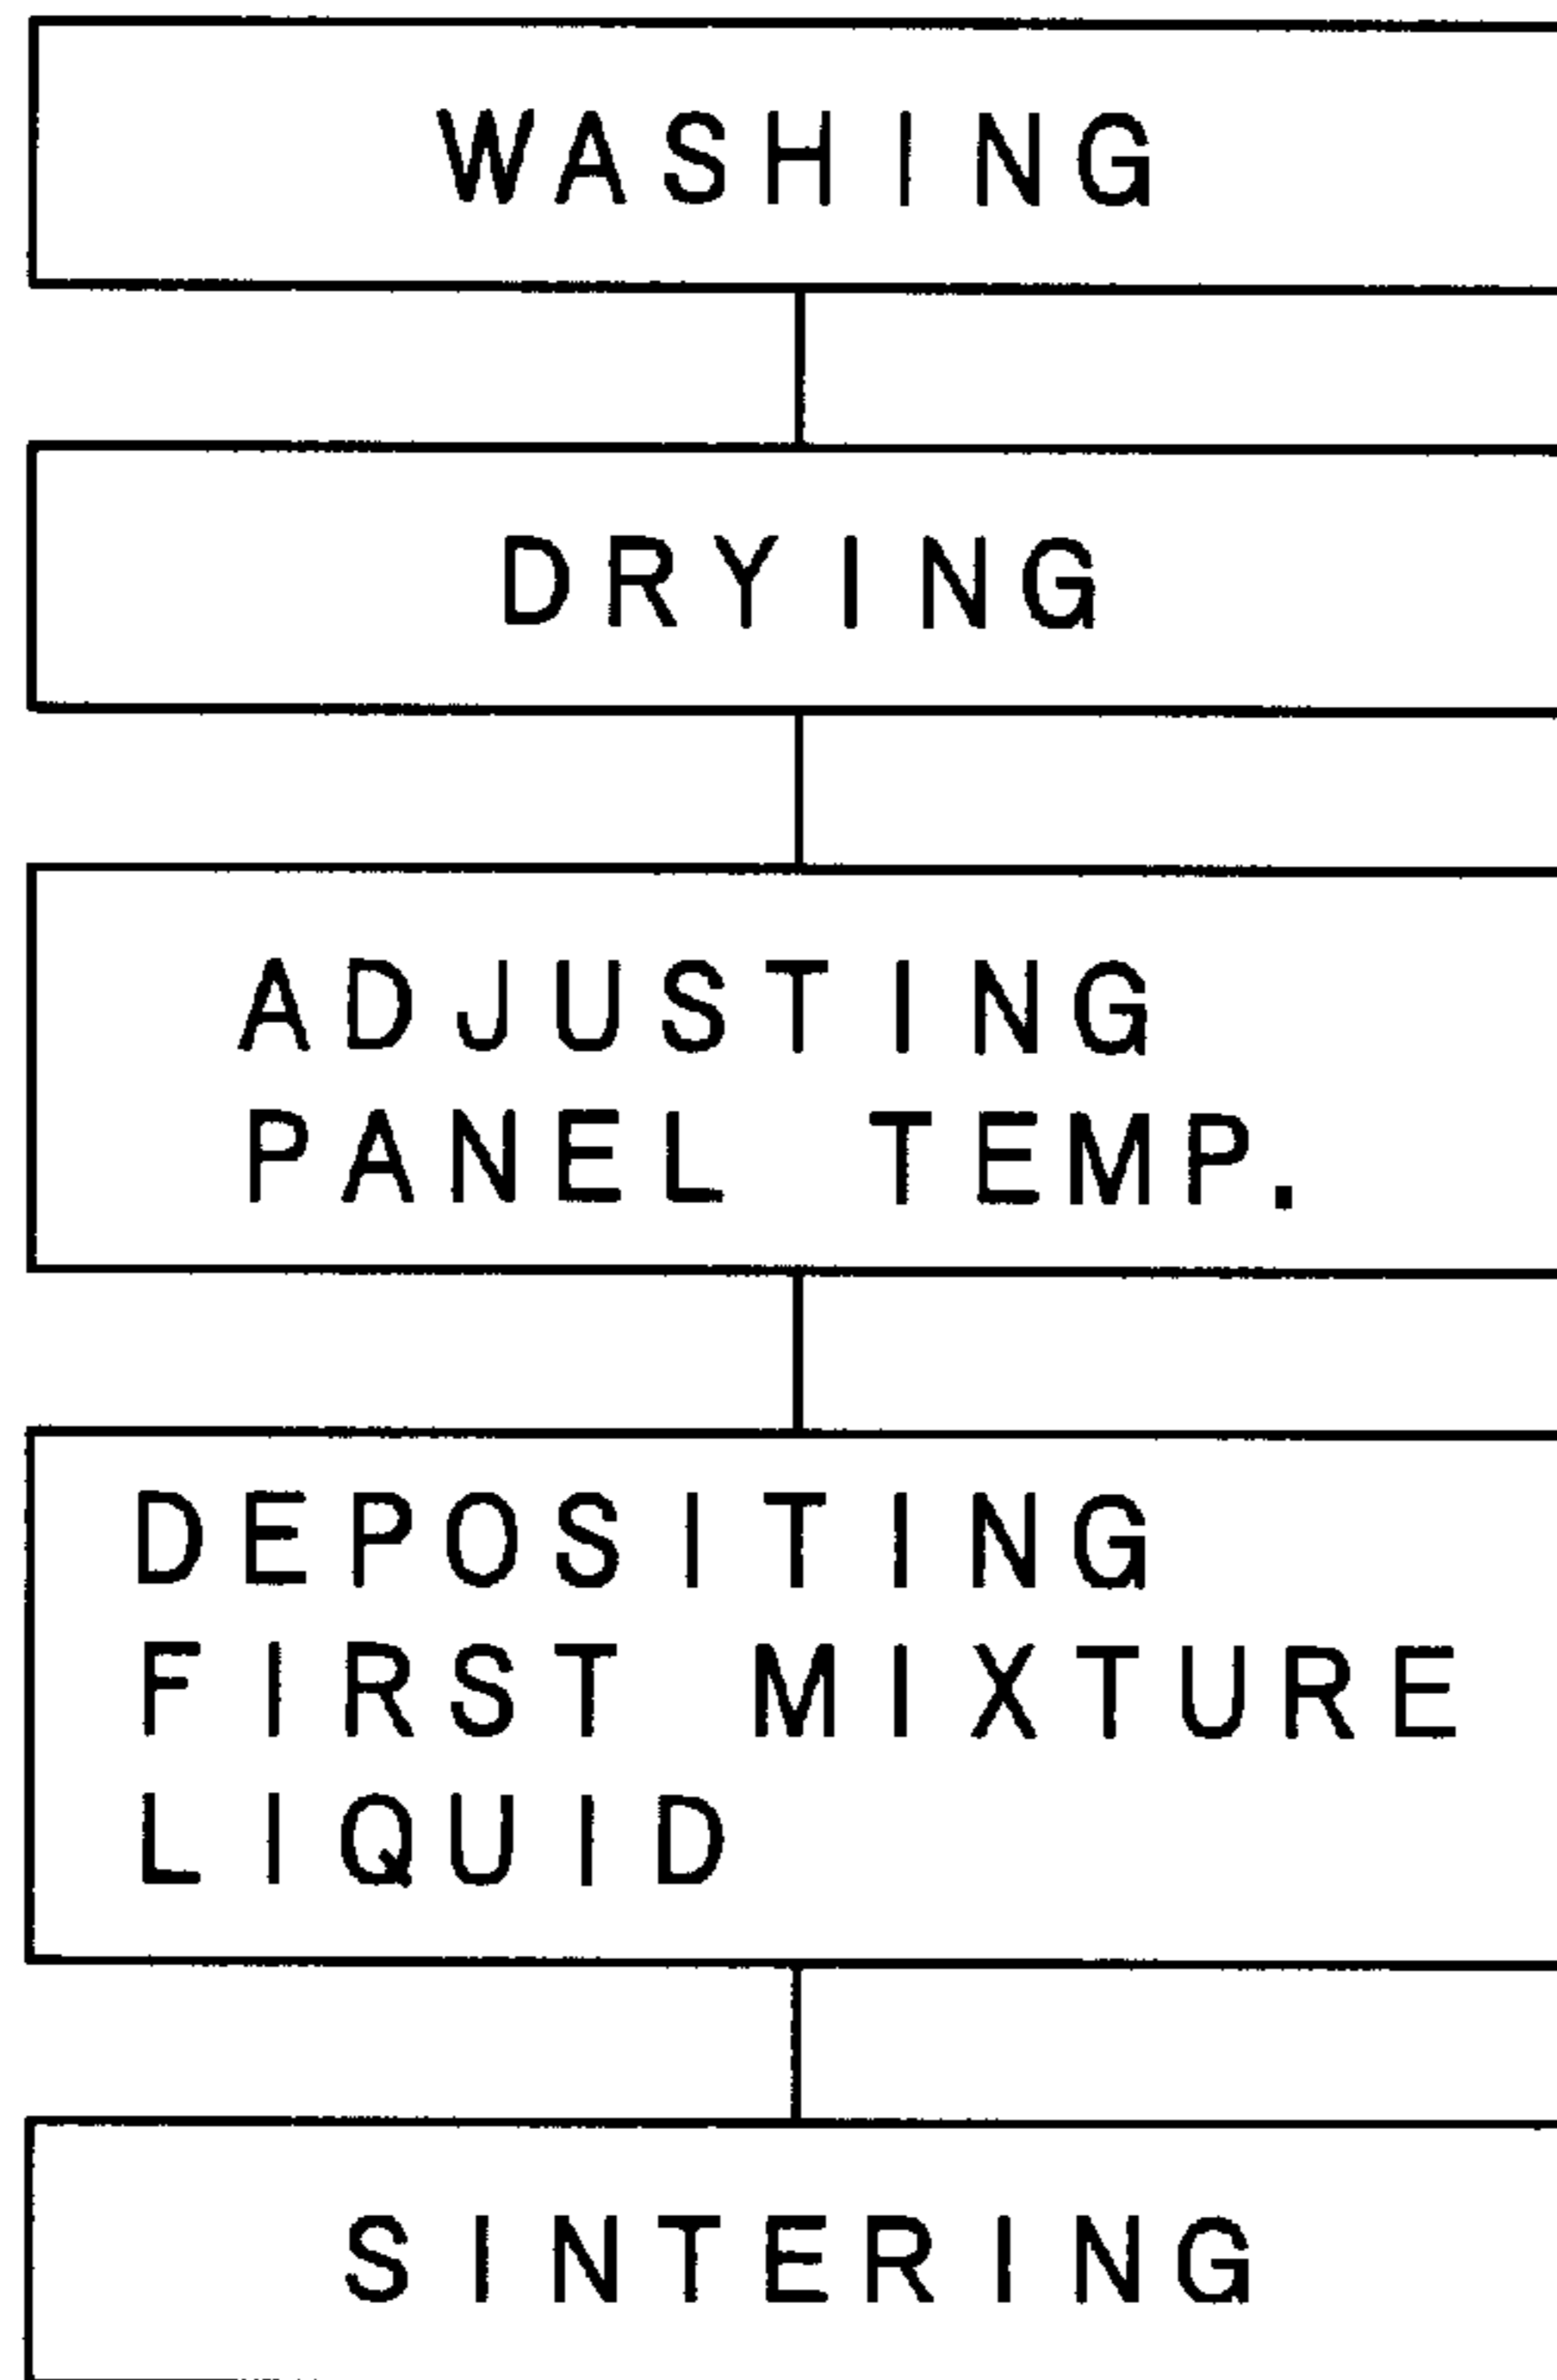 WASHING
DRYING
ADJUSTING
PANEL TEMP.
DEPOSITING
FIRST MIXTURE
LIQUID
SINTERING